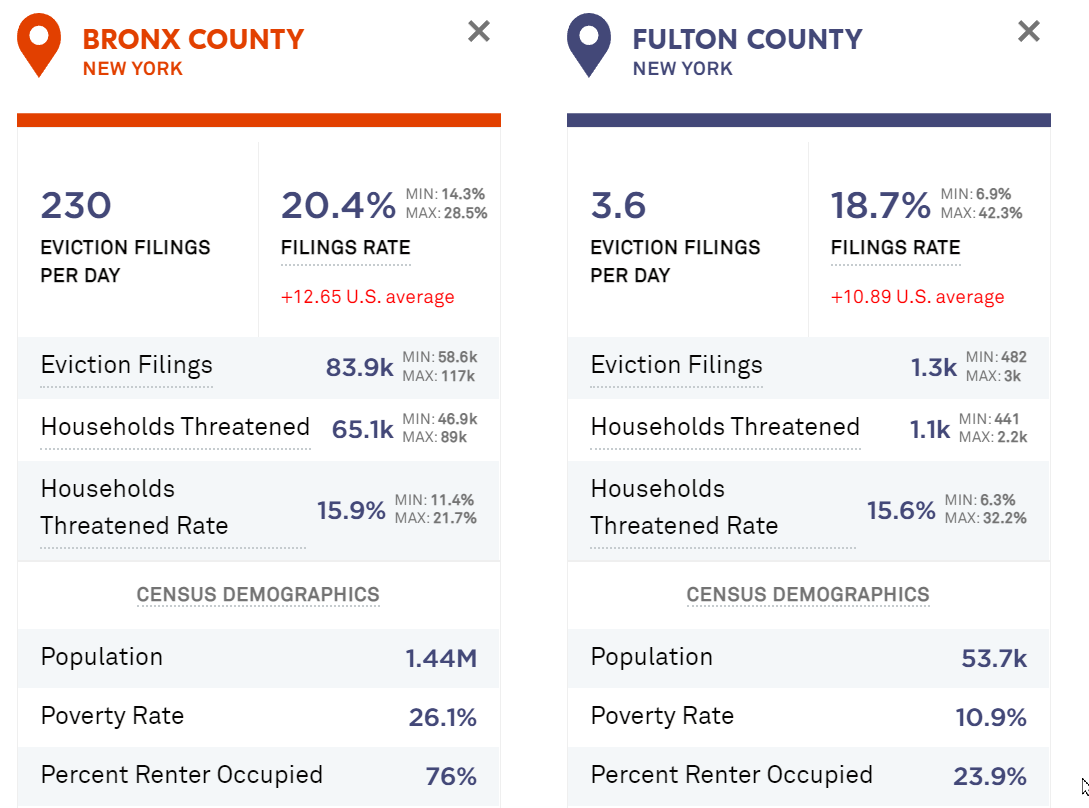 BRONX COUNTY
NEW YORK
230
EVICTION FILINGS
PER DAY
20.4% MIN: 14.3%
MAX: 28.5%
FILINGS RATE
+12.65 U.S. average
Eviction Filings 83.9k MIN: 58.6k
MAX: 117k
Households Threatened 65.1k MIN: 46.9k
MAX: 89k
Households
Threatened Rate 15.9% MIN: 11.4%
MAX: 21.7%
CENSUS DEMOGRAPHICS
Population 1.44M
Poverty Rate 26.1%
Percent Renter Occupied 76%
FULTON COUNTY
NEW YORK
3.6
EVICTION FILINGS
PER DAY
18.7% MIN: 6.9%
MAX: 42.3%
FILINGS RATE
+10.89 U.S. average
Eviction Filings 1.3k MIN: 482
MAX: 3k
Households Threatened 1.1k MIN: 441
MAX: 2.2k
Households
Threatened Rate 15.6% MIN: 6.3%
MAX: 32.2%
CENSUS DEMOGRAPHICS
Population 53.7k
Poverty Rate 10.9%
Percent Renter Occupied 23.9%